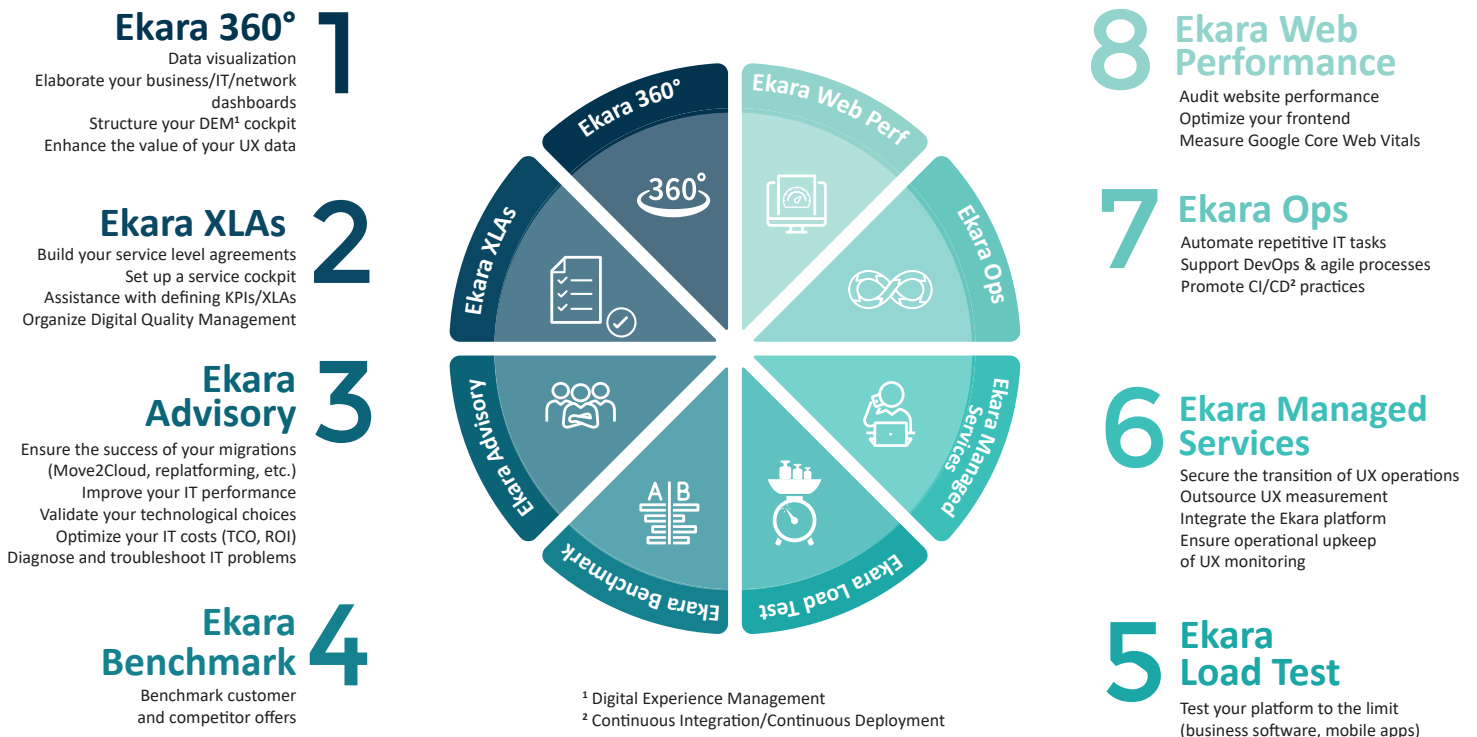 Ekara 360°
1
Data visualization
Elaborate your business/IT/network
dashboards
Structure your DEM¹ cockpit
Enhance the value of your UX data
Ekara XLAs
2
Build your service level agreements
Set up a service cockpit
Assistance with defining KPIs/XLAs
Organize Digital Quality Management
Ekara
Advisory
3
Ensure the success of your migrations
(Move2Cloud, replatforming, etc.)
Improve your IT performance
Validate your technological choices
Optimize your IT costs (TCO, ROI)
Diagnose and troubleshoot IT problems
Ekara
Benchmark
4
Benchmark customer
and competitor offers
Ekara 360°
360°
Ekara XLAs
Ekara Advisory
Ekara Benchmark
A B
Ekara Load Test
Ekara Managed
Services
Ekara Ops
Ekara Web Perf
¹ Digital Experience Management
² Continuous Integration/Continuous Deployment
8
Ekara Web
Performance
Audit website performance
Optimize your frontend
Measure Google Core Web Vitals
7
Ekara Ops
Automate repetitive IT tasks
Support DevOps & agile processes
Promote CI/CD² practices
6
Ekara Managed
Services
Secure the transition of UX operations
Outsource UX measurement
Integrate the Ekara platform
Ensure operational upkeep
of UX monitoring
5
Ekara
Load Test
Test your platform to the limit
(business software, mobile apps)